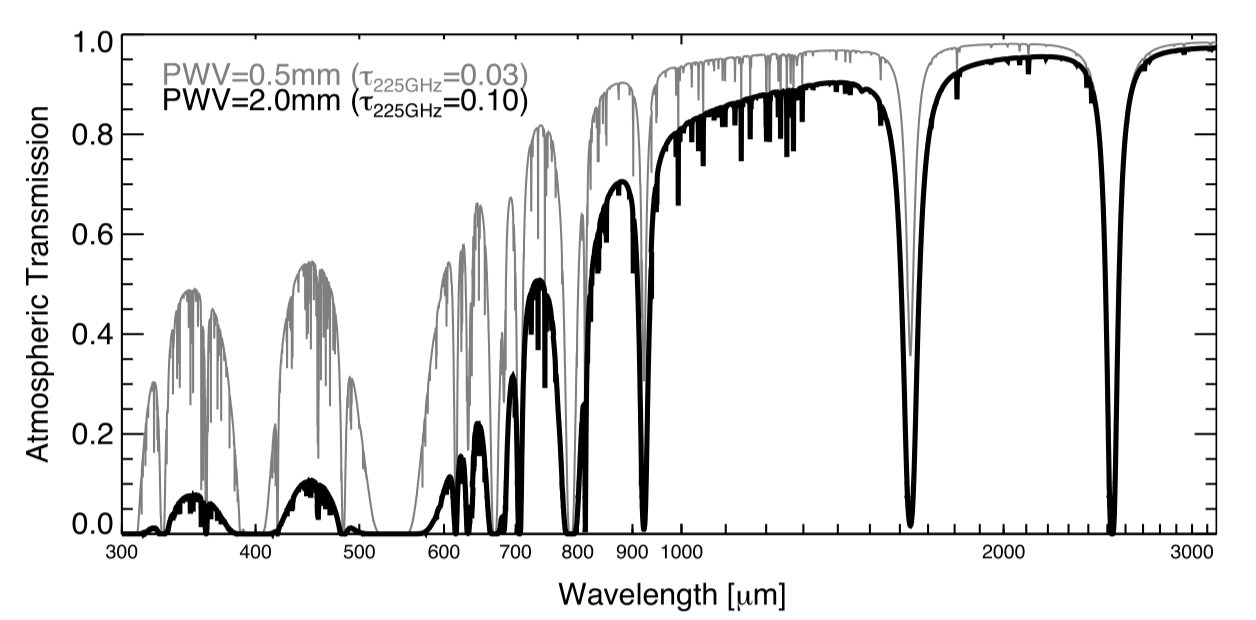 PWV=0.5mm (τ225GHz=0.03)
PWV=2.0mm (τ225GHz=0.10)
Atmospheric Transmission
1.0
0.8
0.6
0.4
0.2
0.0
300 400 500 600 700 800 900 1000 2000 3000
Wavelength [μm]